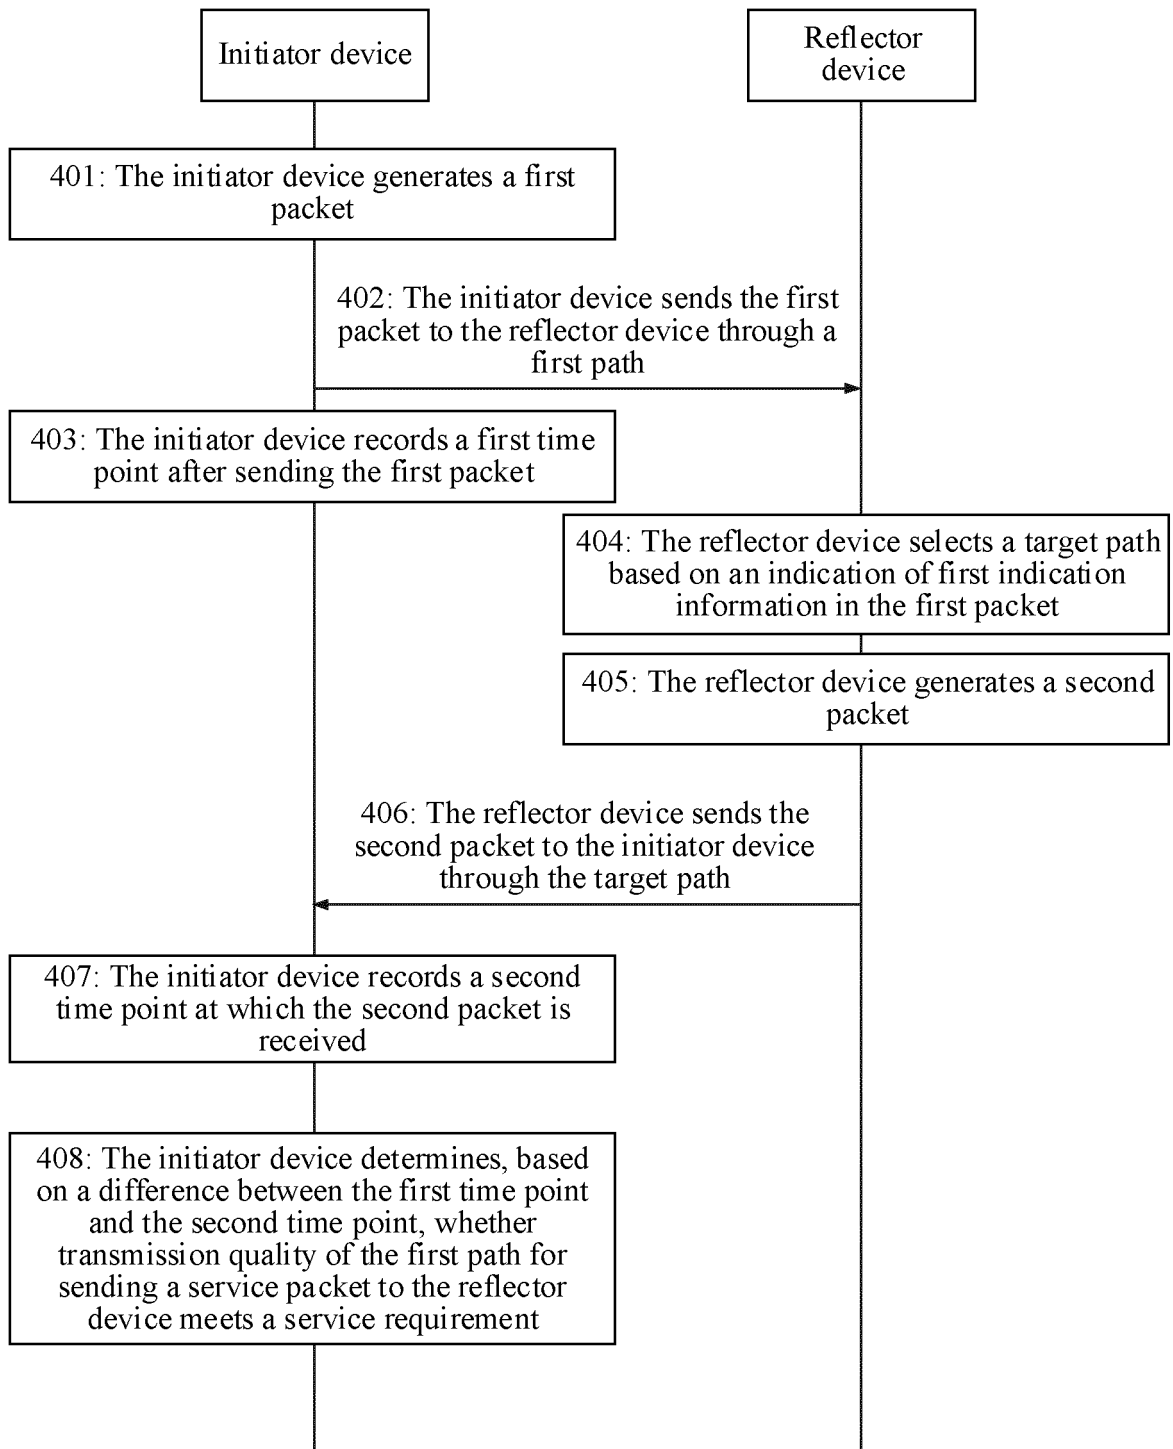 Initiator device
Reflector
device
401: The initiator device generates a first
packet
402: The initiator device sends the first
packet to the reflector device through a
first path
403: The initiator device records a first time
point after sending the first packet
404: The reflector device selects a target path
based on an indication of first indication
information in the first packet
405: The reflector device generates a second
packet
406: The reflector device sends the
second packet to the initiator device
through the target path
407: The initiator device records a second
time point at which the second packet is
received
408: The initiator device determines, based
on a difference between the first time point
and the second time point, whether
transmission quality of the first path for
sending a service packet to the reflector
device meets a service requirement